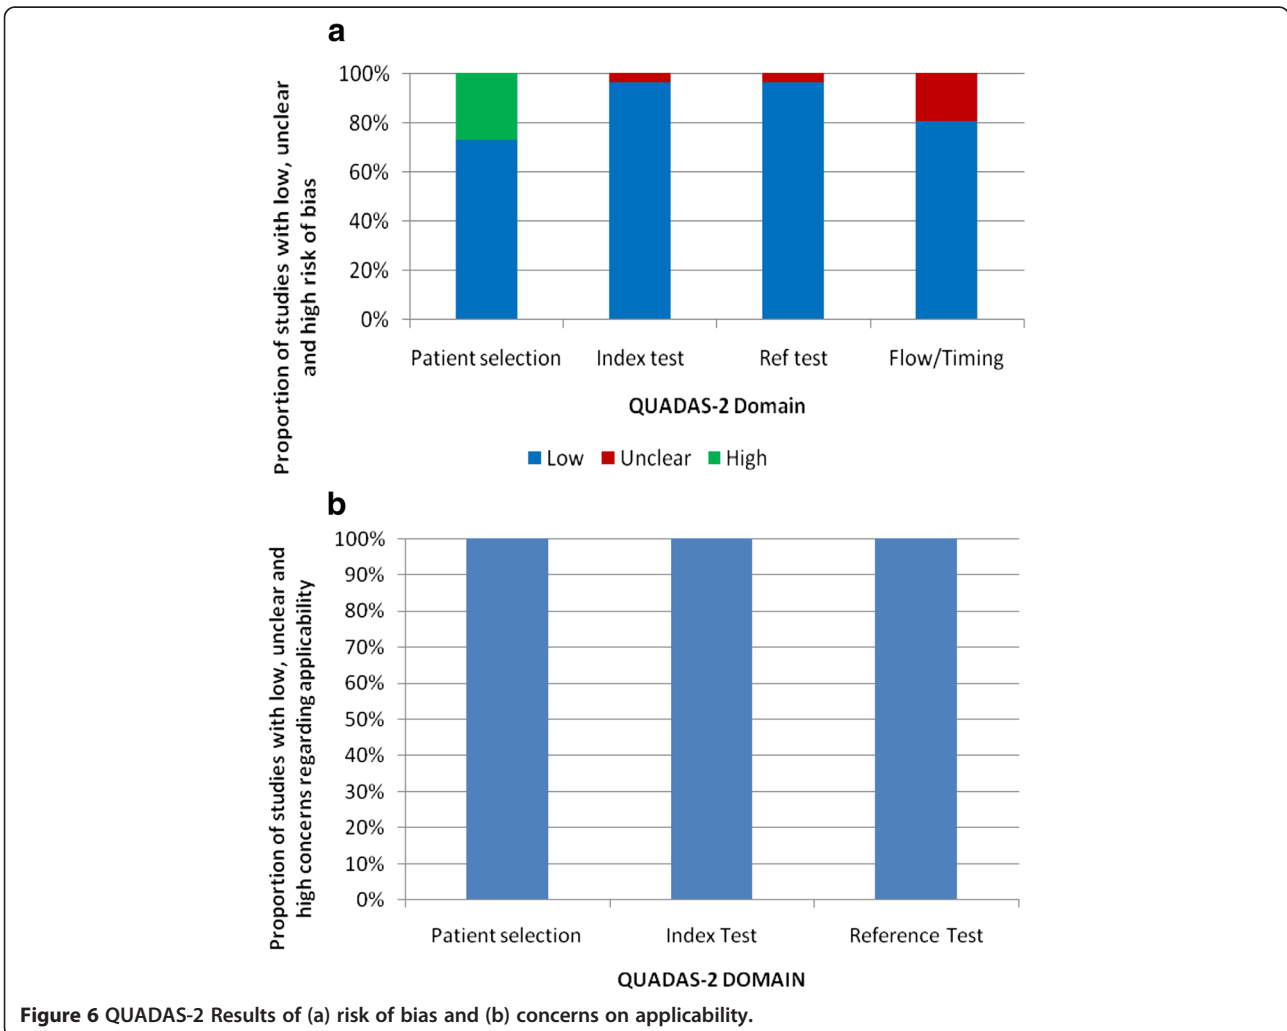 a
Proportion of studies with low, unclear
and high risk of bias
100%
80%
60%
40%
20%
0%
Patient selection Index test Ref test Flow/Timing
QUADAS-2 Domain
Low Unclear High
b
Proportion of studies with low, unclear and
high concerns regarding applicability
100%
90%
80%
70%
60%
50%
40%
30%
20%
10%
0%
Patient selection Index Test Reference Test
QUADAS-2 DOMAIN
Figure 6 QUADAS-2 Results of (a) risk of bias and (b) concerns on applicability.